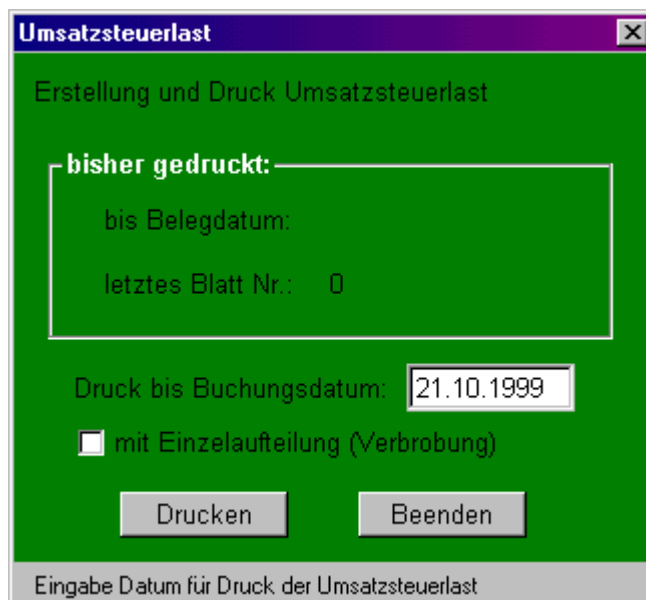 Umsatzsteuerlast
Erstellung und Druck Umsatzsteuerlast
bisher gedruckt:
bis Belegdatum:
letztes Blatt Nr.: 0
Druck bis Buchungsdatum: 21.10.1999
mit Einzelaufteilung (Verbrobung)
Drucken Beenden
Eingabe Datum für Druck der Umsatzsteuerlast